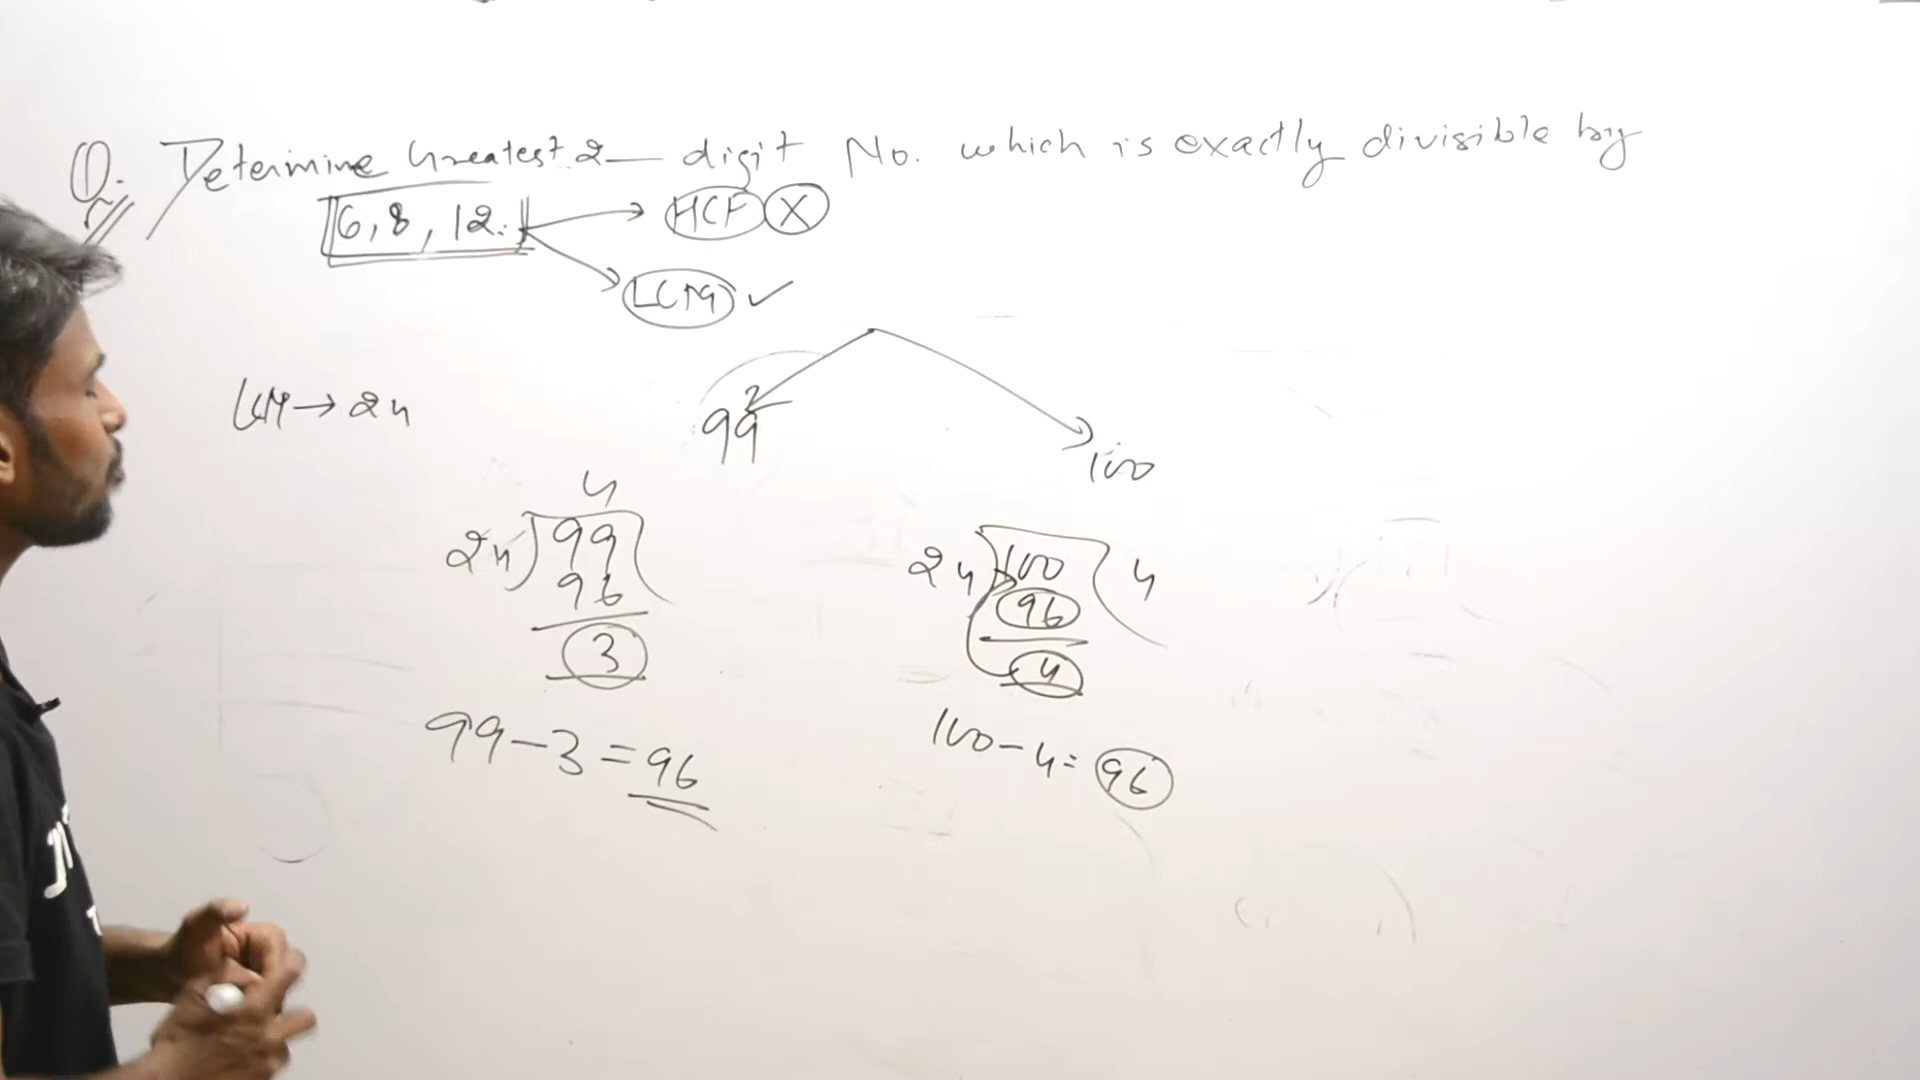 Q. Determine Greatest 2 — digit No. which is exactly divisible by
6, 8, 12. → HCF X
→ LCM ✓
LCM → 24
99 100
4
24 ) 99 ( 24 ) 100 ( 4
96 96
3 4
99 - 3 = 96 100 - 4 = 96